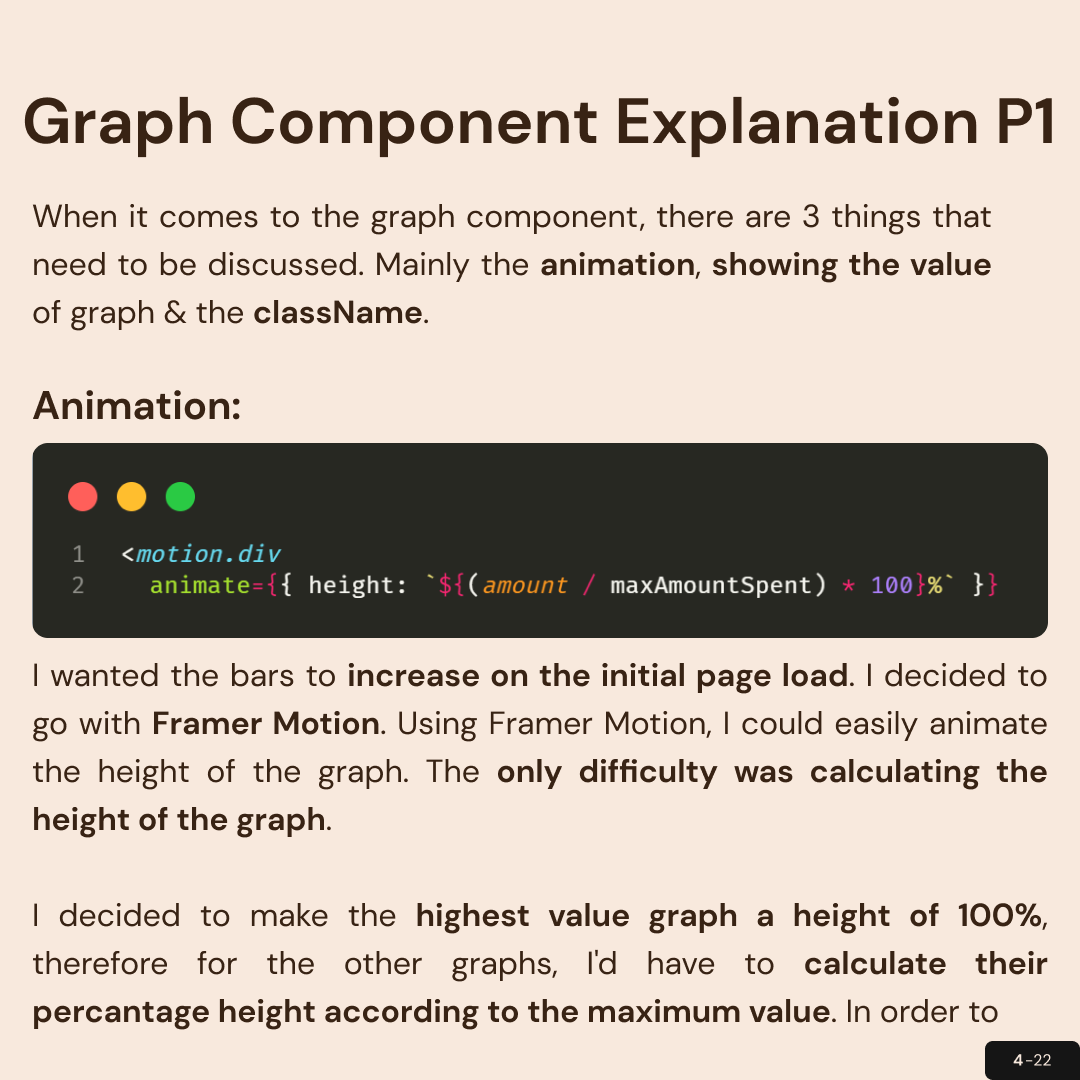 Graph Component Explanation P1
When it comes to the graph component, there are 3 things that
need to be discussed. Mainly the animation, showing the value
of graph & the className.
Animation:
1 <motion.div
2 animate={{ height: `${(amount / maxAmountSpent) * 100}%` }}
I wanted the bars to increase on the initial page load. I decided to
go with Framer Motion. Using Framer Motion, I could easily animate
the height of the graph. The only difficulty was calculating the
height of the graph.
I decided to make the highest value graph a height of 100%,
therefore for the other graphs, I'd have to calculate their
percantage height according to the maximum value. In order to
4-22